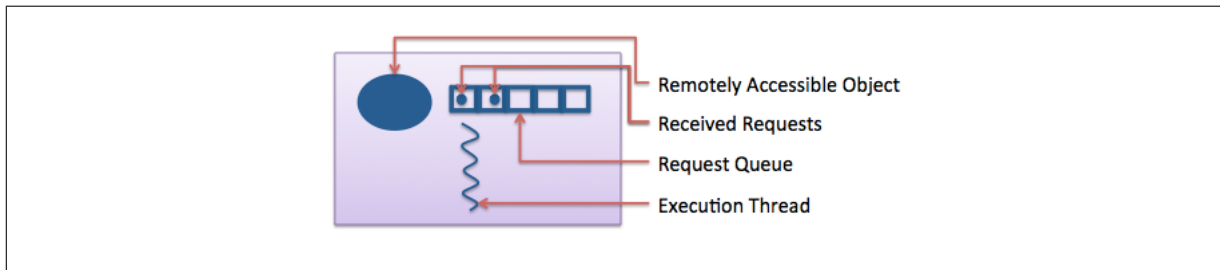 Remotely Accessible Object
Received Requests
Request Queue
Execution Thread